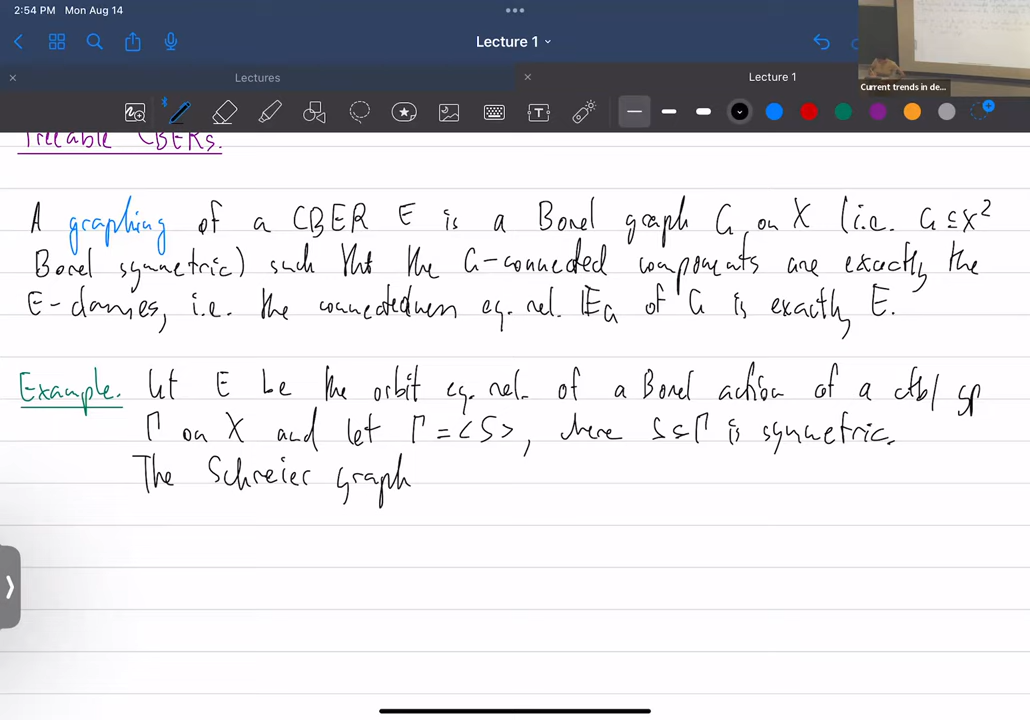 2:54 PM Mon Aug 14
Lecture 1
Lectures
Lecture 1
Current trends in de...
Treeable CBERs.
A graphing of a CBER E is a Borel graph G on X (i.e. G ⊆ X²
Borel symmetric) such tht the G-connected components are exactly the
E-classes, i.e. the connectedness eq. rel. 𝔼_G of G is exactly E.
Example. Let E be the orbit eq. rel. of a Borel action of a ctbl gp
Γ on X and let Γ = <S>, where S ⊆ Γ is symmetric.
The Schreier graph